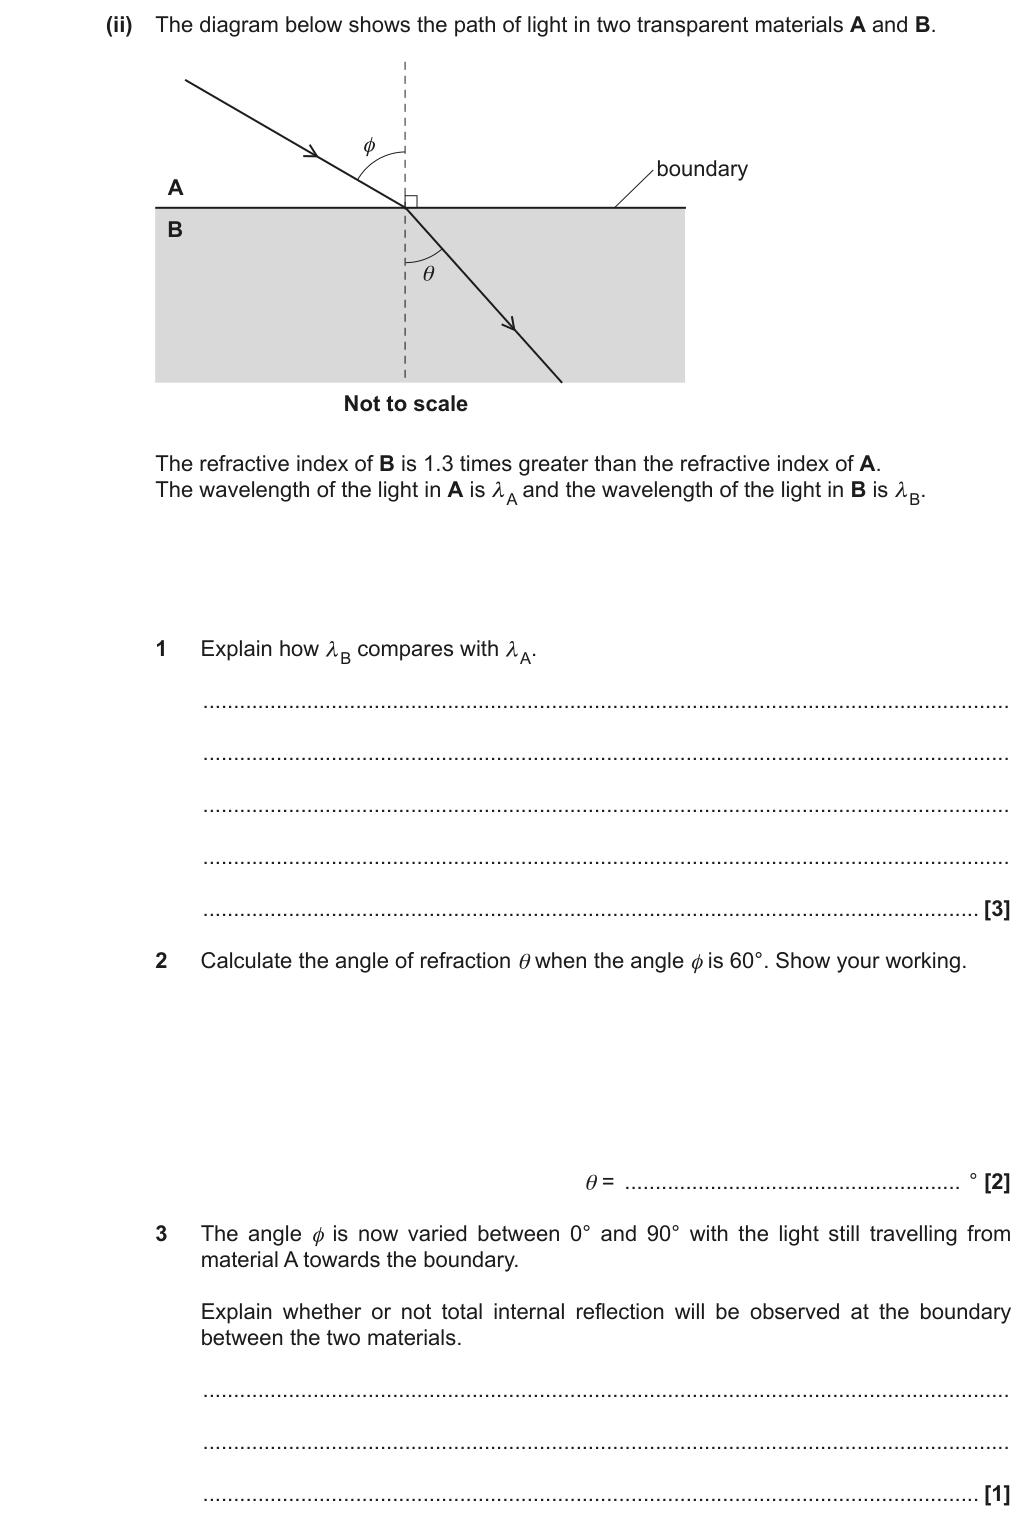 (ii) The diagram below shows the path of light in two transparent materials A and B.
ϕ
boundary
A
B
θ
Not to scale
The refractive index of B is 1.3 times greater than the refractive index of A.
The wavelength of the light in A is λA and the wavelength of the light in B is λB.
1 Explain how λB compares with λA.
[3]
2 Calculate the angle of refraction θ when the angle ϕ is 60°. Show your working.
θ = ...................................................... ° [2]
3 The angle ϕ is now varied between 0° and 90° with the light still travelling from
material A towards the boundary.
Explain whether or not total internal reflection will be observed at the boundary
between the two materials.
[1]